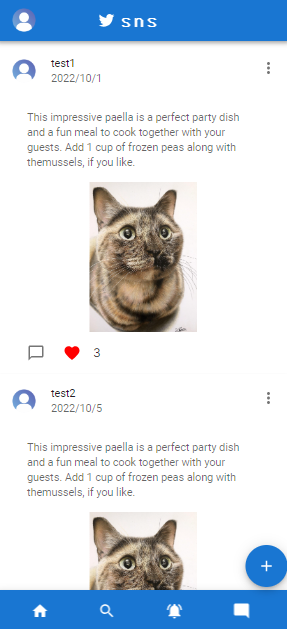 sns
test1
2022/10/1
This impressive paella is a perfect party dish
and a fun meal to cook together with your
guests. Add 1 cup of frozen peas along with
themussels, if you like.
3
test2
2022/10/5
This impressive paella is a perfect party dish
and a fun meal to cook together with your
guests. Add 1 cup of frozen peas along with
themussels, if you like.